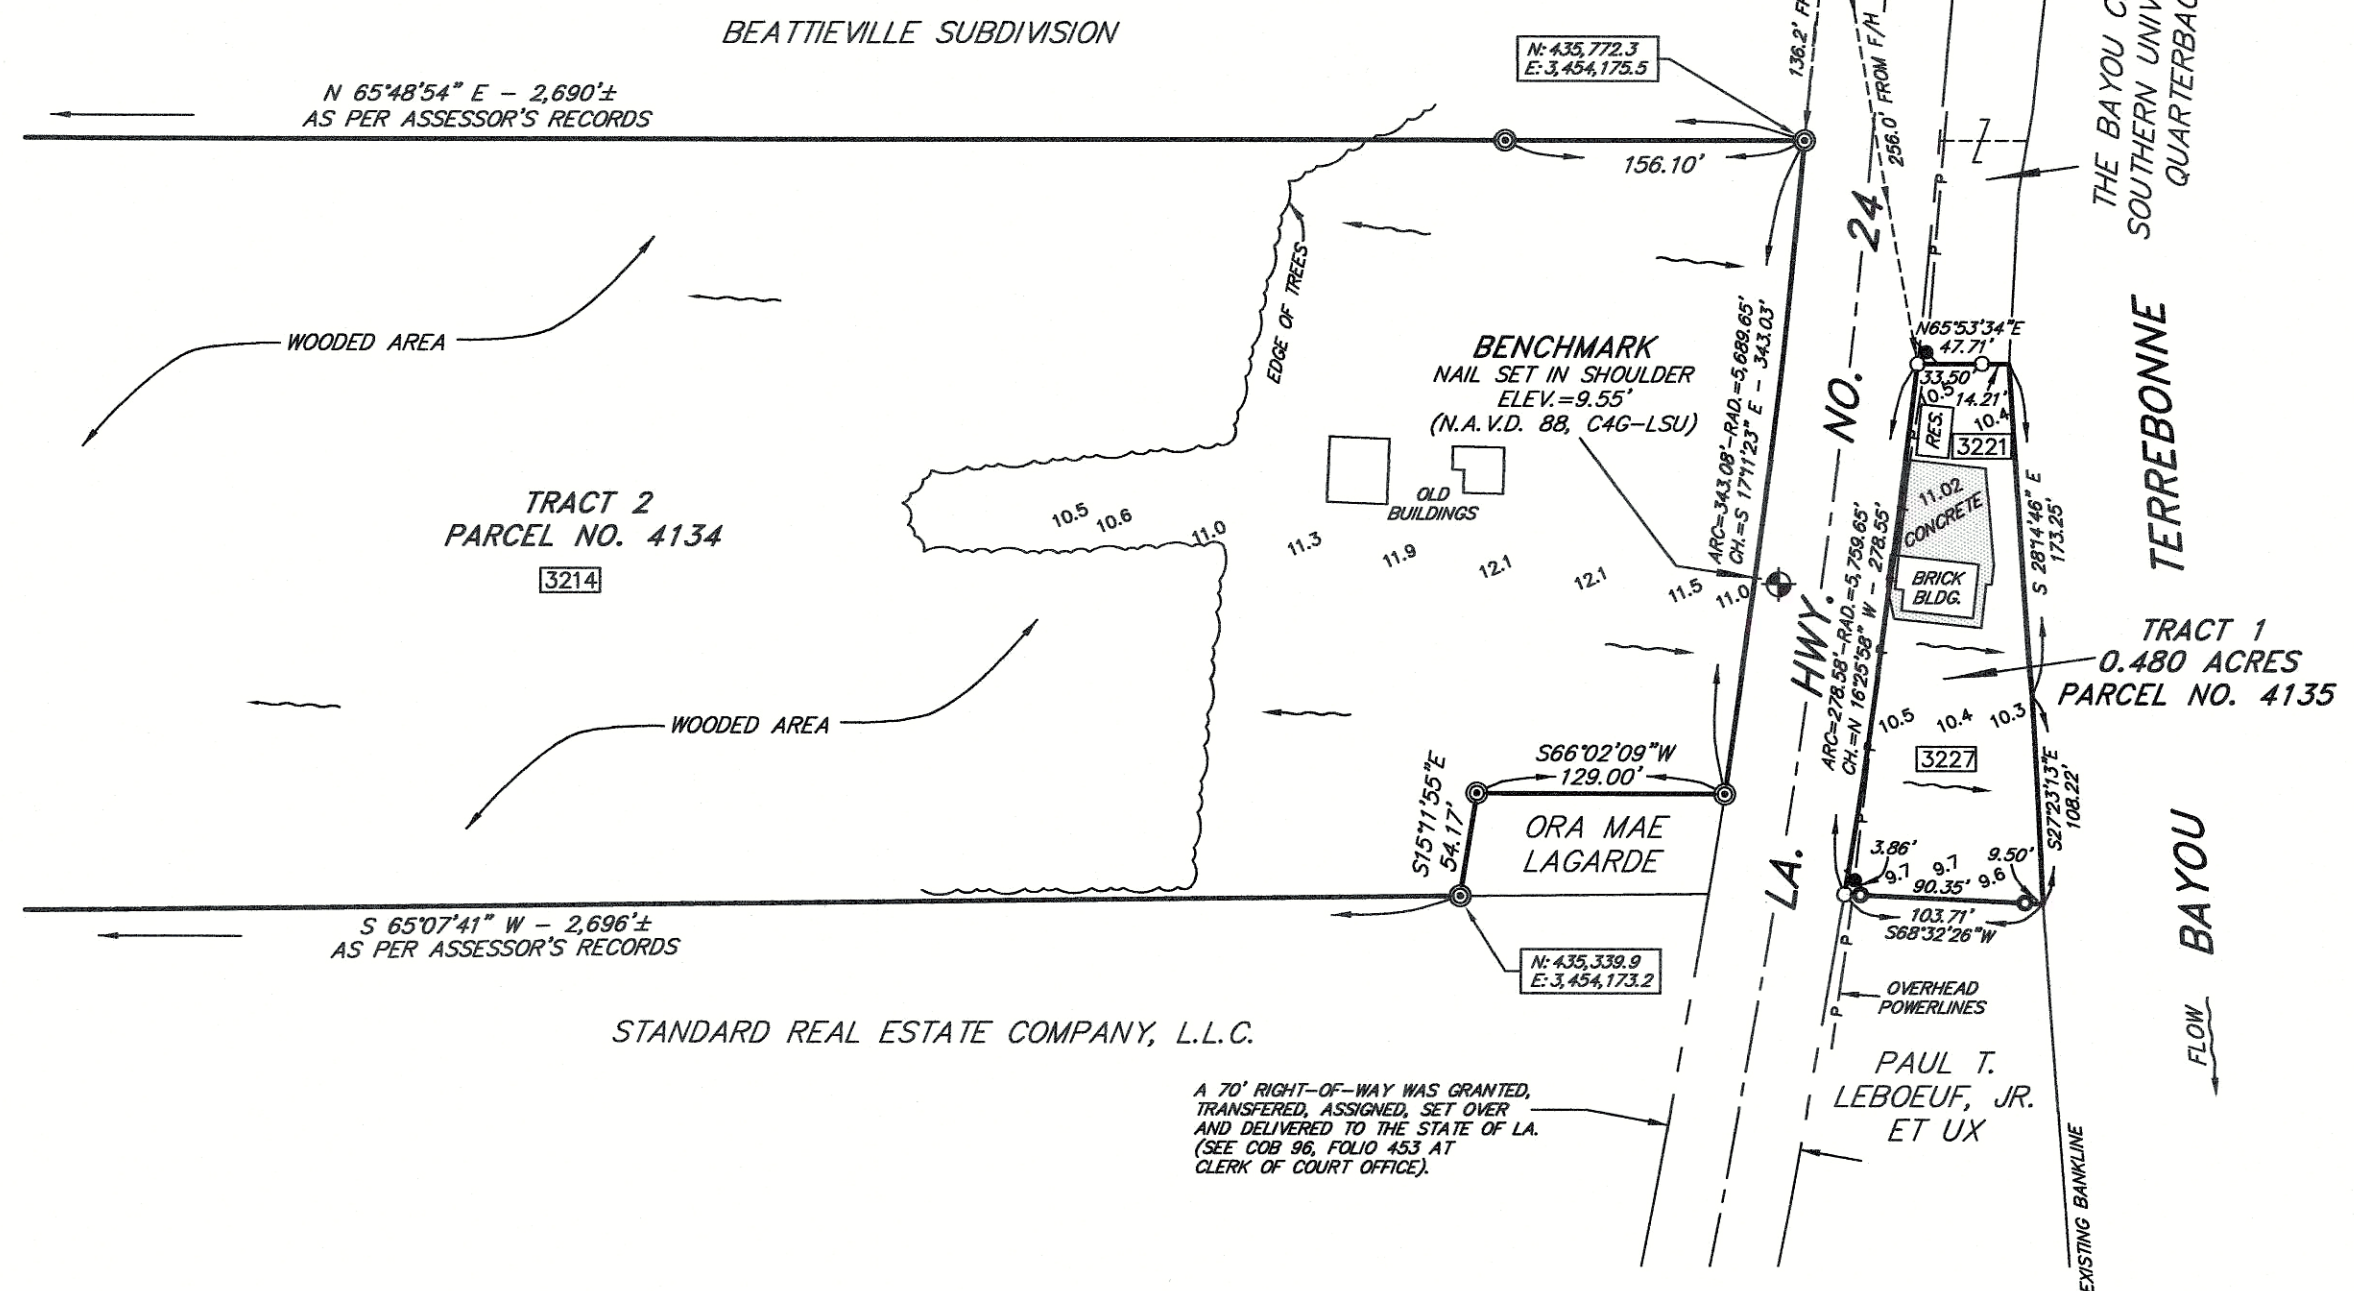 BEATTIEVILLE SUBDIVISION
N 65°48'54" E - 2,690'±
AS PER ASSESSOR'S RECORDS
N: 435,772.3
E: 3,454,175.5
136.2'
256.0' FROM F/H
THE BAYOU
SOUTHERN
156.10'
24
EDGE OF TREES
WOODED AREA
BENCHMARK
NAIL SET IN SHOULDER
ELEV.=9.55'
(N.A.V.D. 88, C4G-LSU)
ARC=343.08'-RAD.=5,689.65'
CH.=S 17°11'23" E - 343.03'
NO.
N65°53'34"E
47.71'
33.50'
14.21'
10.5
10.4
RES.
3221
TERREBONNE
P
P
P
P
TRACT 2
PARCEL NO. 4134
3214
10.5
10.6
11.0
11.3
11.9
12.1
12.1
11.5
11.0
OLD
BUILDINGS
11.02
CONCRETE
BRICK
BLDG.
S 28°14'46" E
173.25'
ARC=278.58'-RAD.=5,759.65'
CH.=N 16°25'58" W - 278.55'
HWY.
TRACT 1
0.480 ACRES
PARCEL NO. 4135
10.5
10.4
10.3
3227
WOODED AREA
S66°02'09"W
129.00'
S15°11'55"E
54.17'
ORA MAE
LAGARDE
LA.
S27°23'13"E
108.22'
3.86'
9.7
9.7
9.6
9.50'
90.35'
103.71'
S68°32'26"W
P
P
P
BAYOU
S 65°07'41" W - 2,696'±
AS PER ASSESSOR'S RECORDS
N: 435,339.9
E: 3,454,173.2
OVERHEAD
POWERLINES
FLOW
STANDARD REAL ESTATE COMPANY, L.L.C.
PAUL T.
LEBOEUF, JR.
ET UX
A 70' RIGHT-OF-WAY WAS GRANTED,
TRANSFERED, ASSIGNED, SET OVER
AND DELIVERED TO THE STATE OF LA.
(SEE COB 96, FOLIO 453 AT
CLERK OF COURT OFFICE).
EXISTING BANKLINE